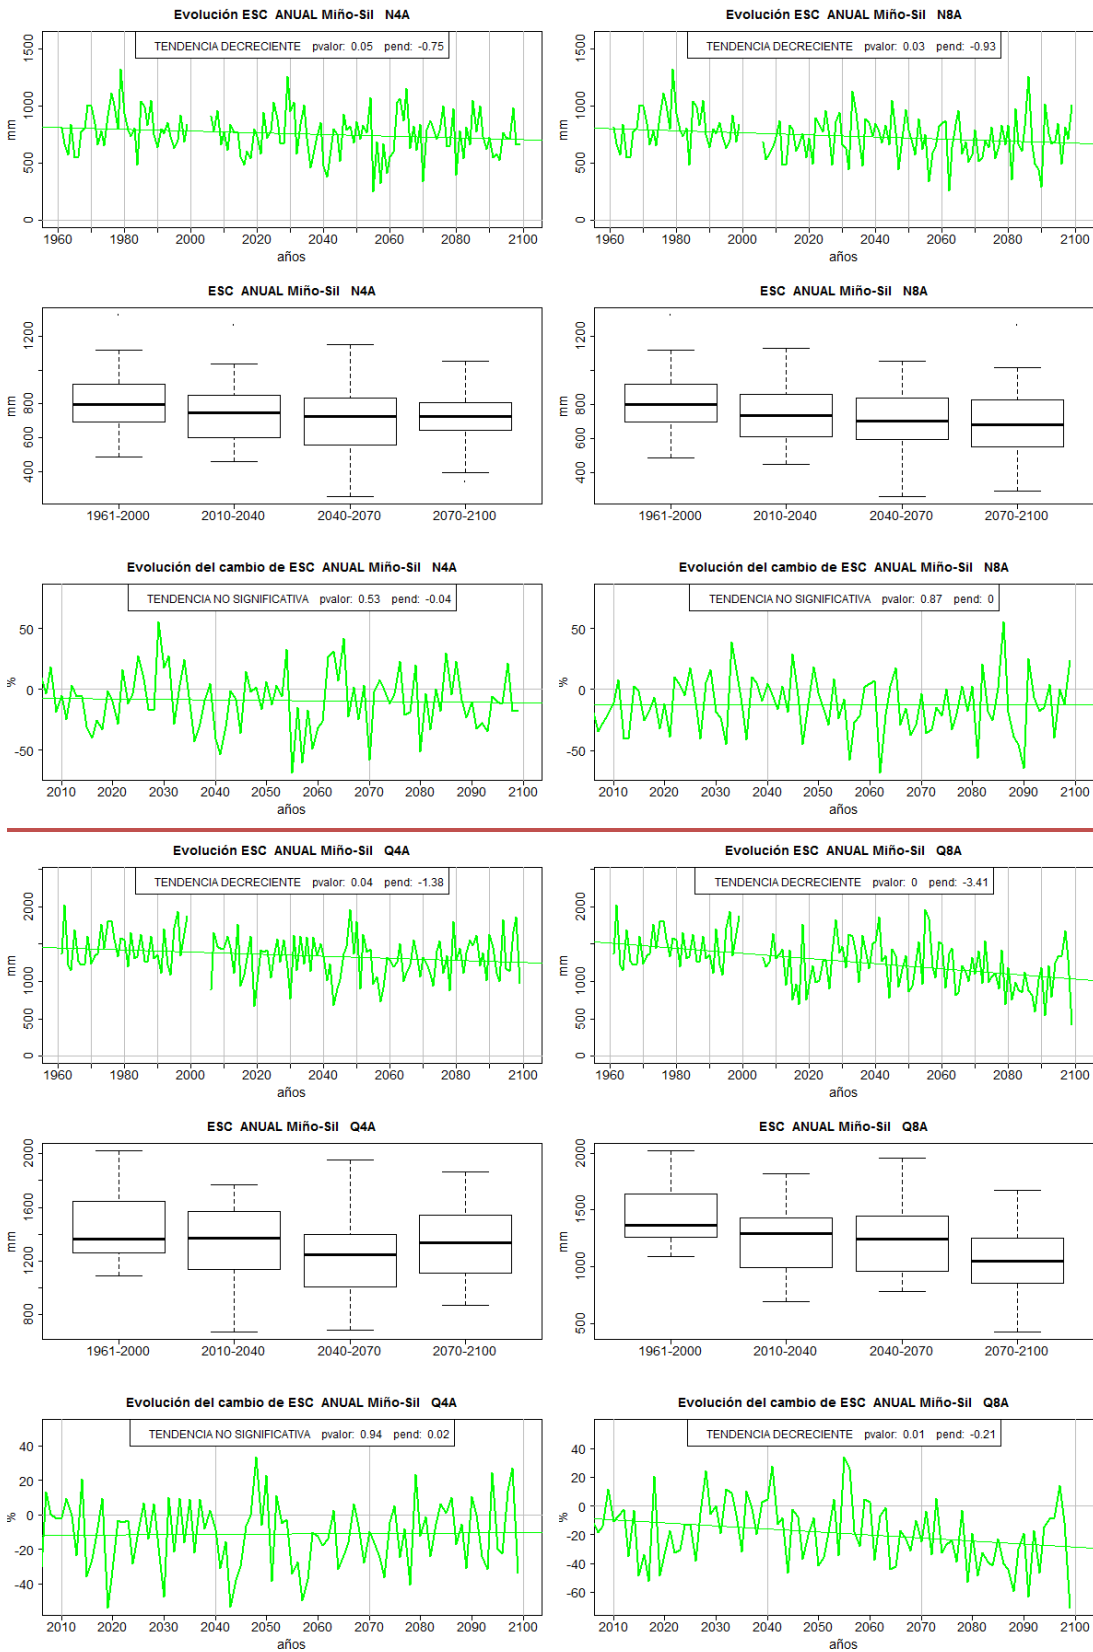 Evolución ESC ANUAL Miño-Sil N4A
TENDENCIA DECRECIENTE pvalor: 0.05 pend: -0.75
mm
0 500 1000 1500
1960 1980 2000 2020 2040 2060 2080 2100
años
Evolución ESC ANUAL Miño-Sil N8A
TENDENCIA DECRECIENTE pvalor: 0.03 pend: -0.93
mm
0 500 1000 1500
1960 1980 2000 2020 2040 2060 2080 2100
años
ESC ANUAL Miño-Sil N4A
mm
400 600 800 1200
1961-2000 2010-2040 2040-2070 2070-2100
ESC ANUAL Miño-Sil N8A
mm
400 600 800 1200
1961-2000 2010-2040 2040-2070 2070-2100
Evolución del cambio de ESC ANUAL Miño-Sil N4A
TENDENCIA NO SIGNIFICATIVA pvalor: 0.53 pend: -0.04
%
50
0
-50
2010 2020 2030 2040 2050 2060 2070 2080 2090 2100
años
Evolución del cambio de ESC ANUAL Miño-Sil N8A
TENDENCIA NO SIGNIFICATIVA pvalor: 0.87 pend: 0
%
50
0
-50
2010 2020 2030 2040 2050 2060 2070 2080 2090 2100
años
Evolución ESC ANUAL Miño-Sil Q4A
TENDENCIA DECRECIENTE pvalor: 0.04 pend: -1.38
mm
0 500 1000 2000
1960 1980 2000 2020 2040 2060 2080 2100
años
Evolución ESC ANUAL Miño-Sil Q8A
TENDENCIA DECRECIENTE pvalor: 0 pend: -3.41
mm
0 500 1000 2000
1960 1980 2000 2020 2040 2060 2080 2100
años
ESC ANUAL Miño-Sil Q4A
mm
800 1200 1600 2000
1961-2000 2010-2040 2040-2070 2070-2100
ESC ANUAL Miño-Sil Q8A
mm
500 1000 1500 2000
1961-2000 2010-2040 2040-2070 2070-2100
Evolución del cambio de ESC ANUAL Miño-Sil Q4A
TENDENCIA NO SIGNIFICATIVA pvalor: 0.94 pend: 0.02
%
40
20
0
-20
-40
2010 2020 2030 2040 2050 2060 2070 2080 2090 2100
años
Evolución del cambio de ESC ANUAL Miño-Sil Q8A
TENDENCIA DECRECIENTE pvalor: 0.01 pend: -0.21
%
40
20
0
-20
-40
-60
2010 2020 2030 2040 2050 2060 2070 2080 2090 2100
años